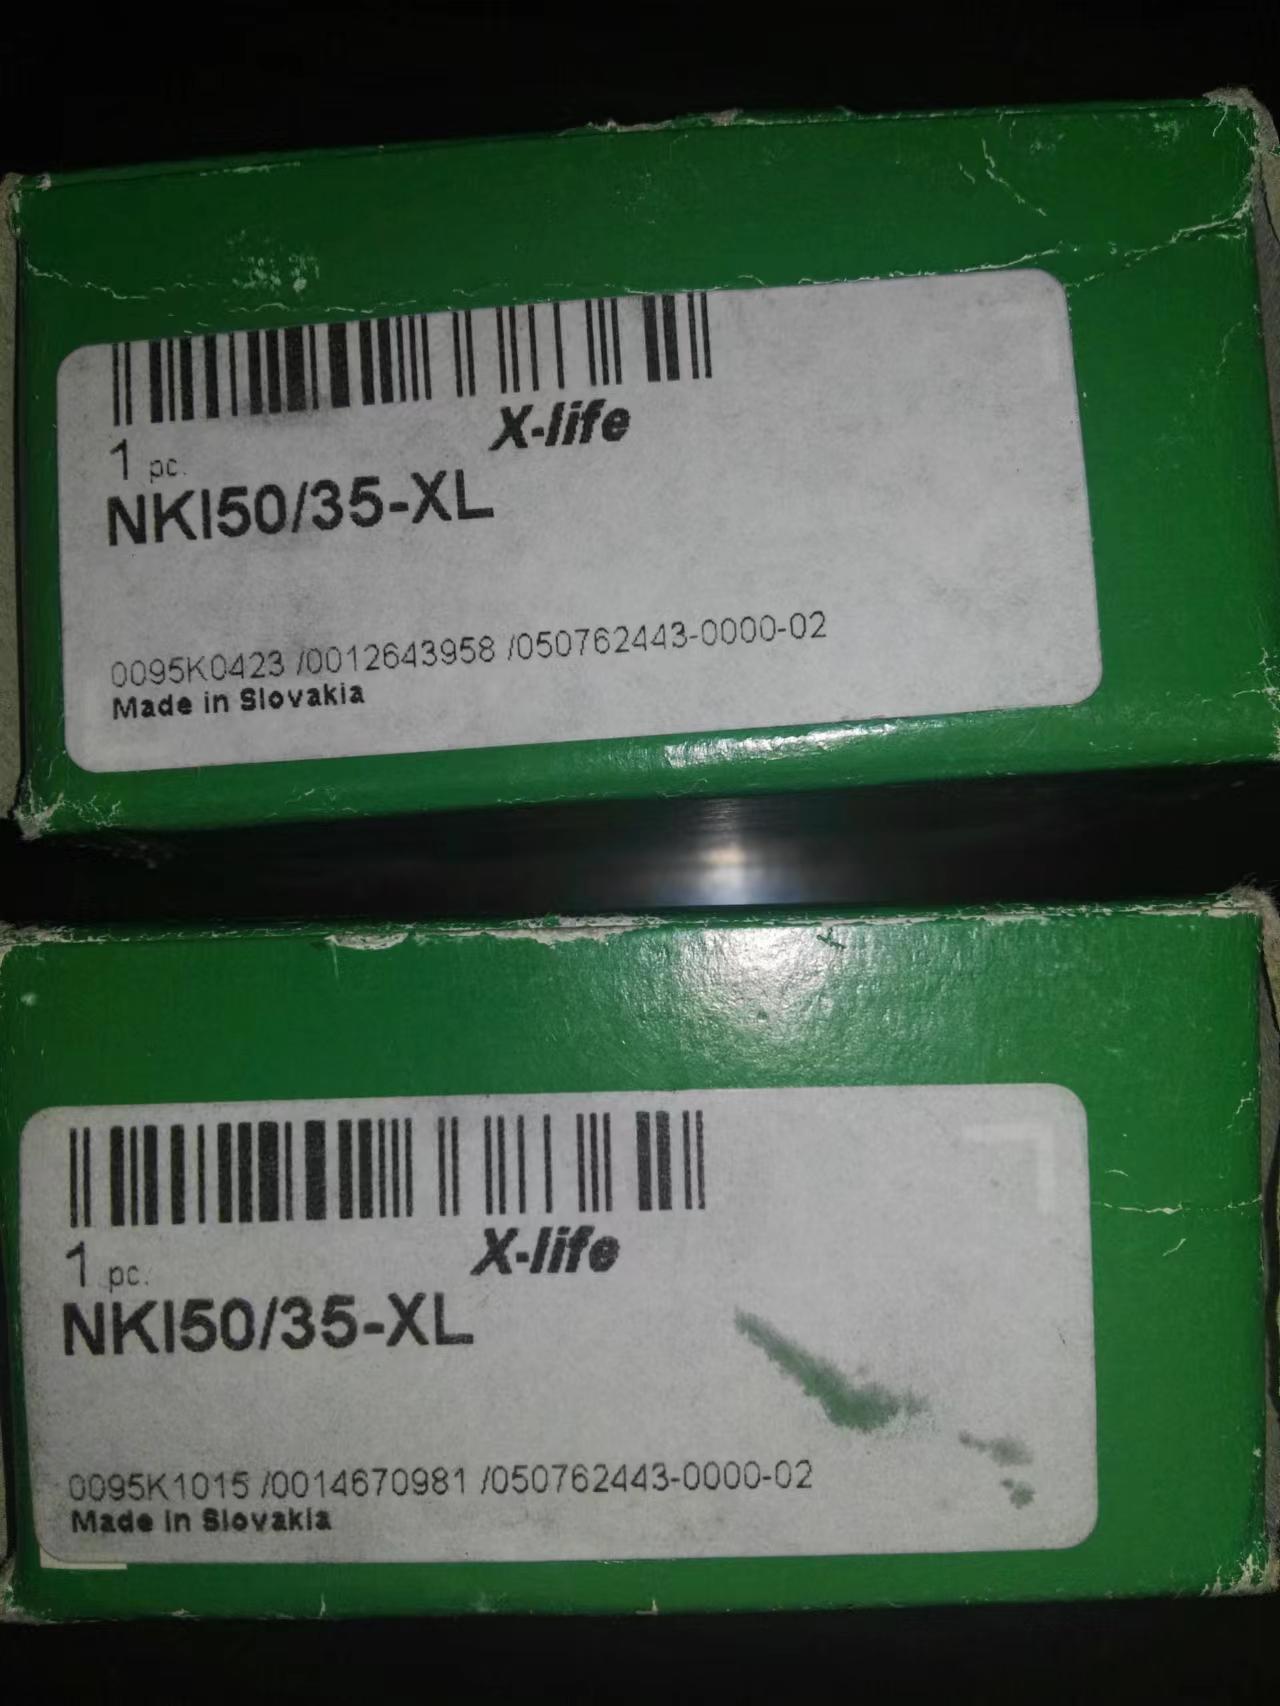 X-life
1 pc.
NKI50/35-XL
0095K0423 /0012643958 /050762443-0000-02
Made in Slovakia
X-life
1 pc.
NKI50/35-XL
0095K1015 /0014670981 /050762443-0000-02
Made in Slovakia